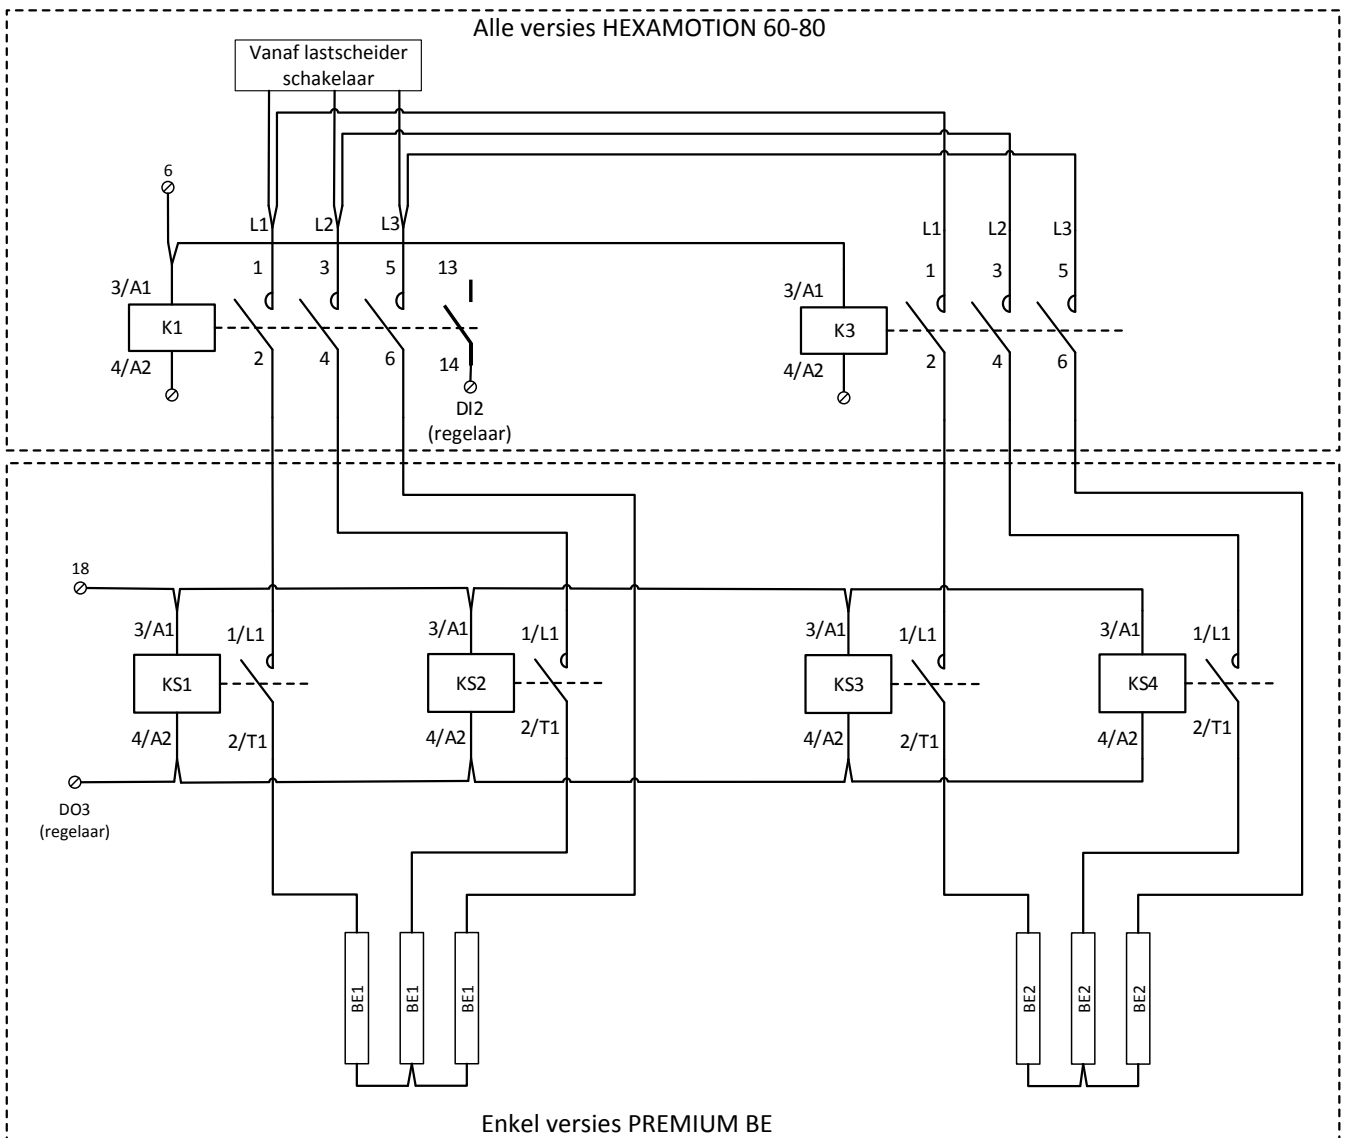 Alle versies HEXAMOTION 60-80
Vanaf lastscheider
schakelaar
6
L1
L2
L3
L1
L2
L3
1
3
5
13
1
3
5
3/A1
3/A1
K1
K3
4/A2
2
4
6
14
4/A2
2
4
6
DI2
(regelaar)
18
3/A1
1/L1
3/A1
1/L1
3/A1
1/L1
3/A1
1/L1
KS1
KS2
KS3
KS4
4/A2
2/T1
4/A2
2/T1
4/A2
2/T1
4/A2
2/T1
DO3
(regelaar)
BE1
BE1
BE1
BE2
BE2
BE2
Enkel versies PREMIUM BE